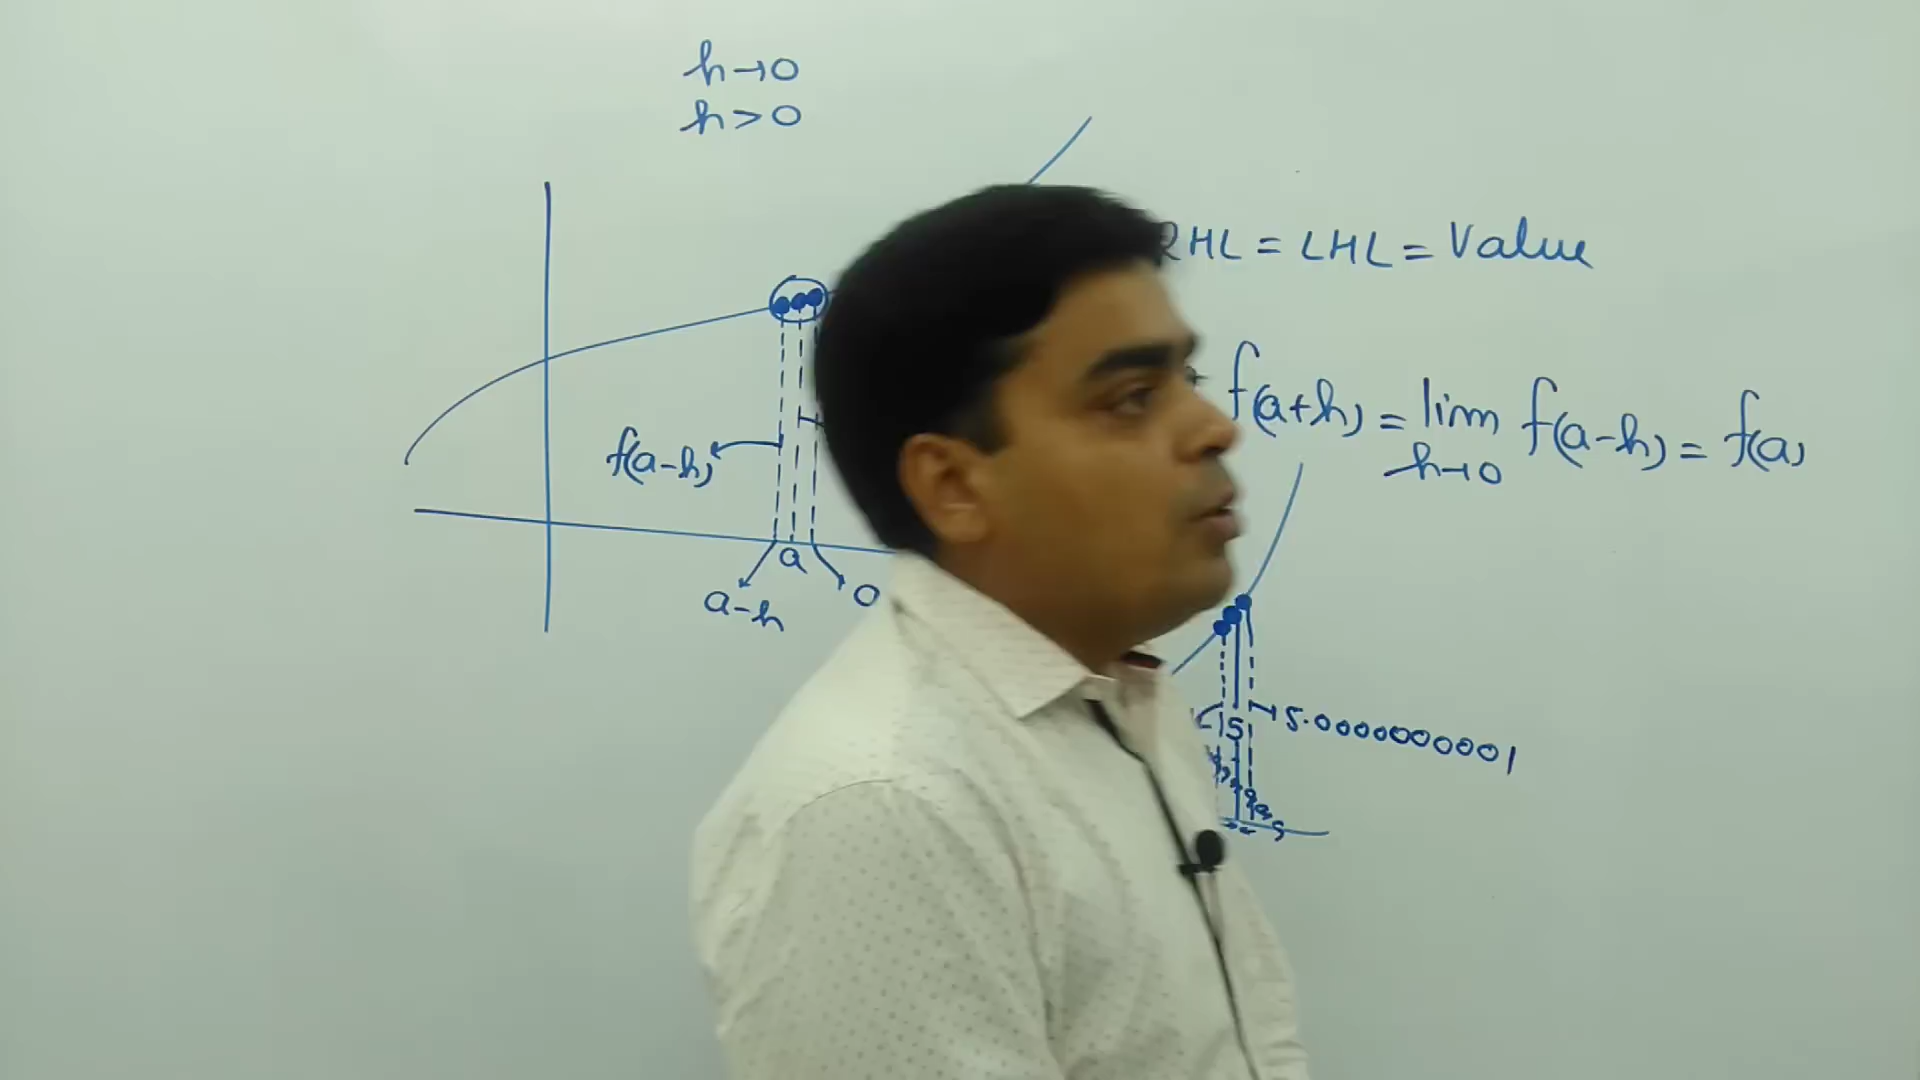 h→0
h>0
RHL = LHL = Value
f(a+h) = lim f(a-h) = f(a)
h→0
f(a-h)
a
a-h
5
5.0000000001